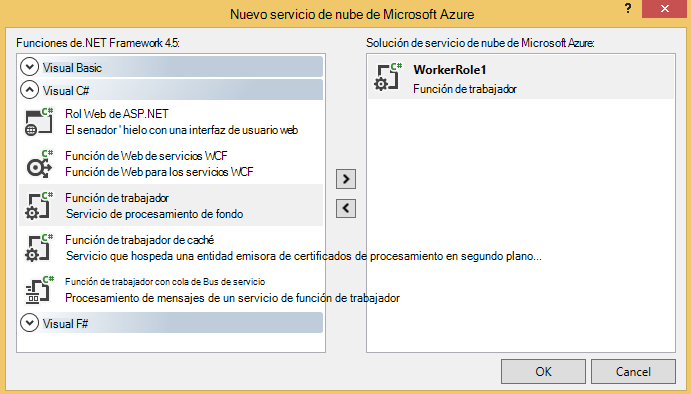 Nuevo servicio de nube de Microsoft Azure
?
Funciones de.NET Framework 4.5:
Solución de servicio de nube de Microsoft Azure:
Visual Basic
Visual C#
C#
Rol Web de ASP.NET
El senador ' hielo con una interfaz de usuario web
C#
Función de Web de servicios WCF
Función de Web para los servicios WCF
C#
Función de trabajador
Servicio de procesamiento de fondo
C#
Función de trabajador de caché
Servicio que hospeda una entidad emisora de certificados de procesamiento en segundo plano...
C#
Función de trabajador con cola de Bus de servicio
Procesamiento de mensajes de un servicio de función de trabajador
Visual F#
C#
WorkerRole1
Función de trabajador
OK
Cancel